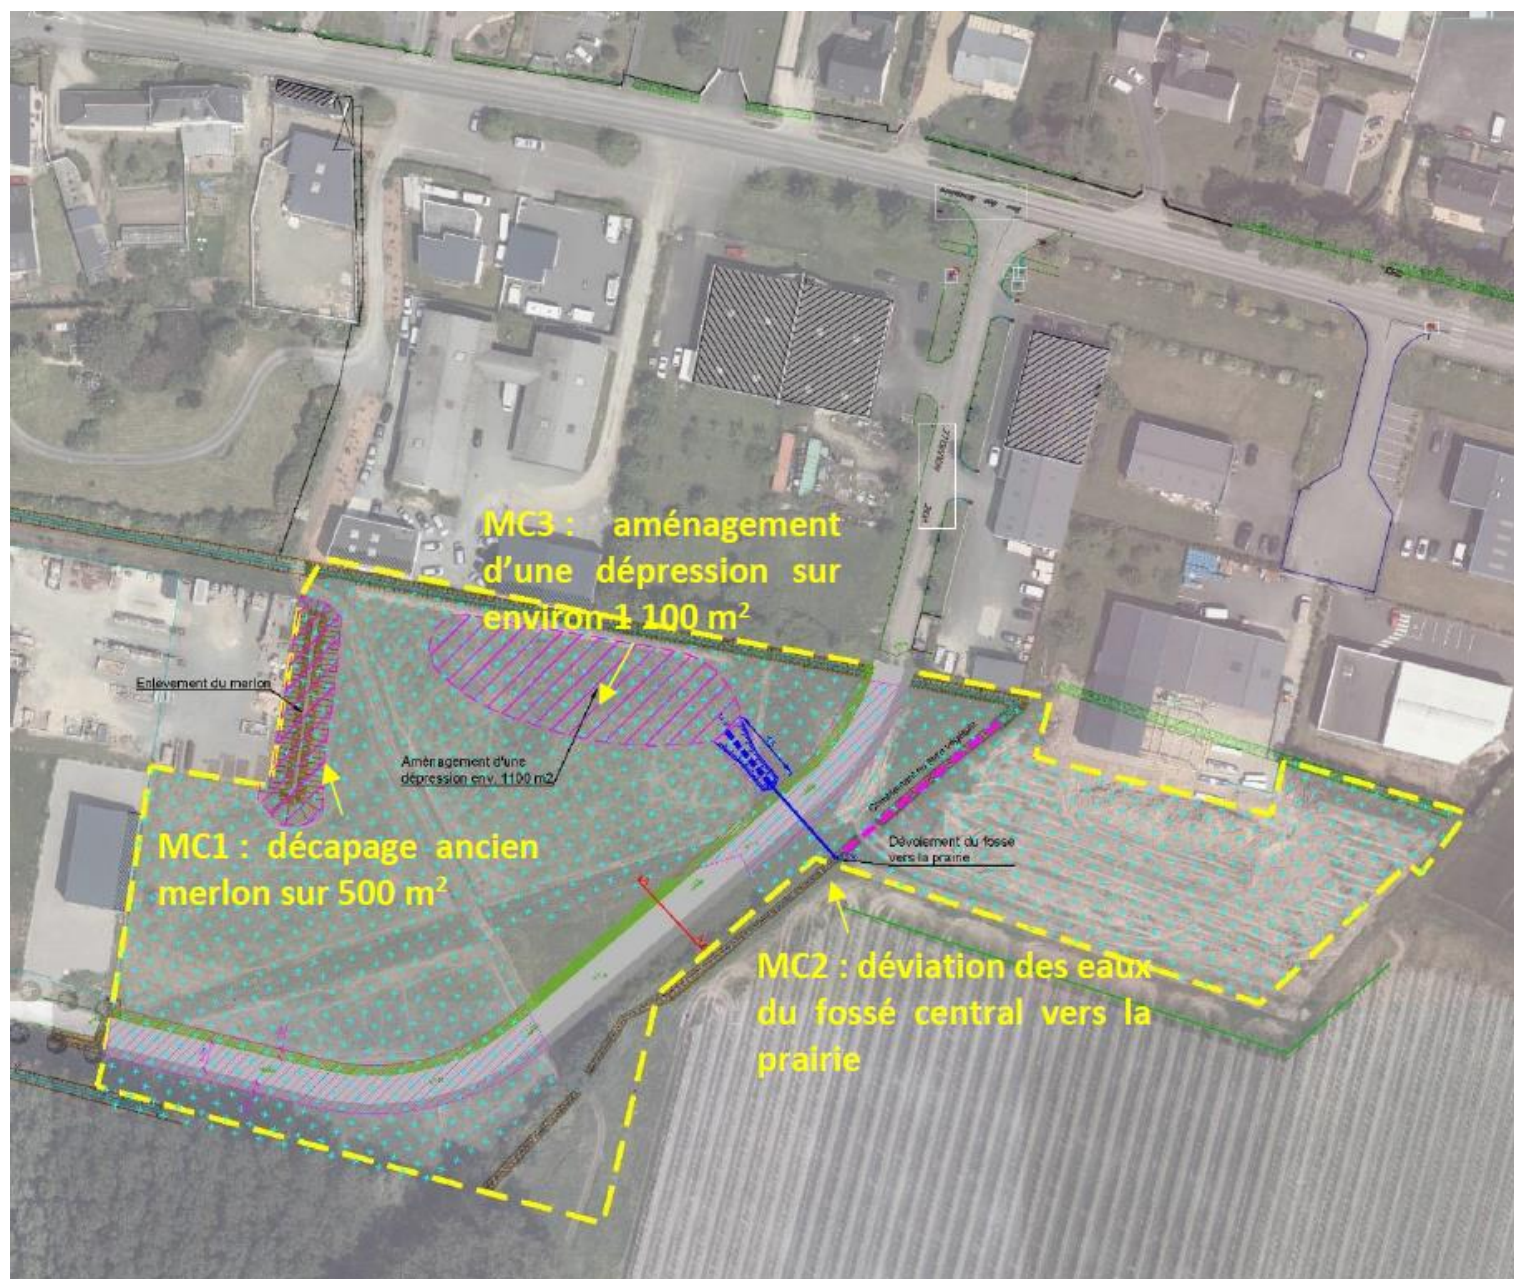 MC3 : aménagement
d'une dépression sur
environ 1 100 m²
Enlèvement du merlon
Aménagement d'une
dépression env. 1100 m2
Dévoiement du fossé
vers la prairie
MC1 : décapage ancien
merlon sur 500 m²
MC2 : déviation des eaux
du fossé central vers la
prairie